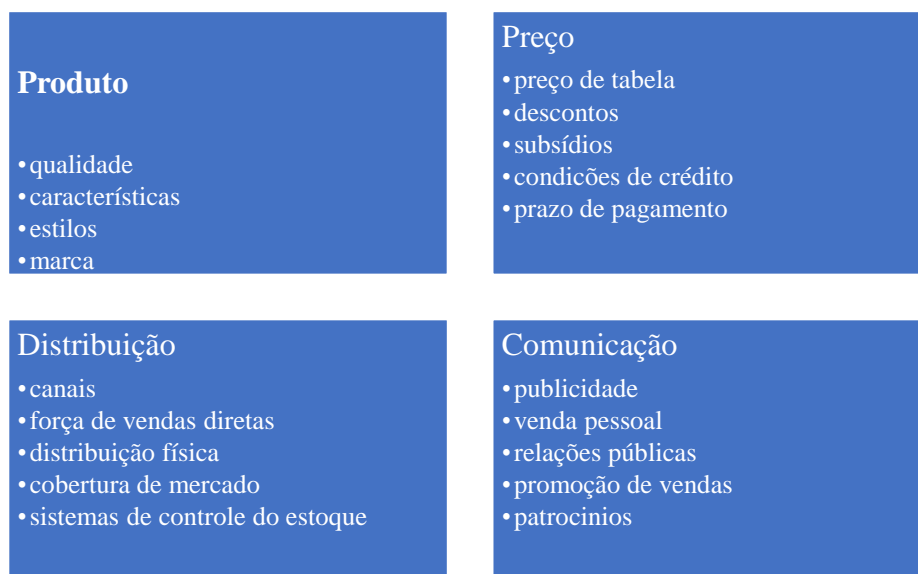 Produto
•qualidade
•características
•estilos
•marca
Preço
•preço de tabela
•descontos
•subsídios
•condicões de crédito
•prazo de pagamento
Distribuição
•canais
•força de vendas diretas
•distribuição física
•cobertura de mercado
•sistemas de controle do estoque
Comunicação
•publicidade
•venda pessoal
•relações públicas
•promoção de vendas
•patrocinios